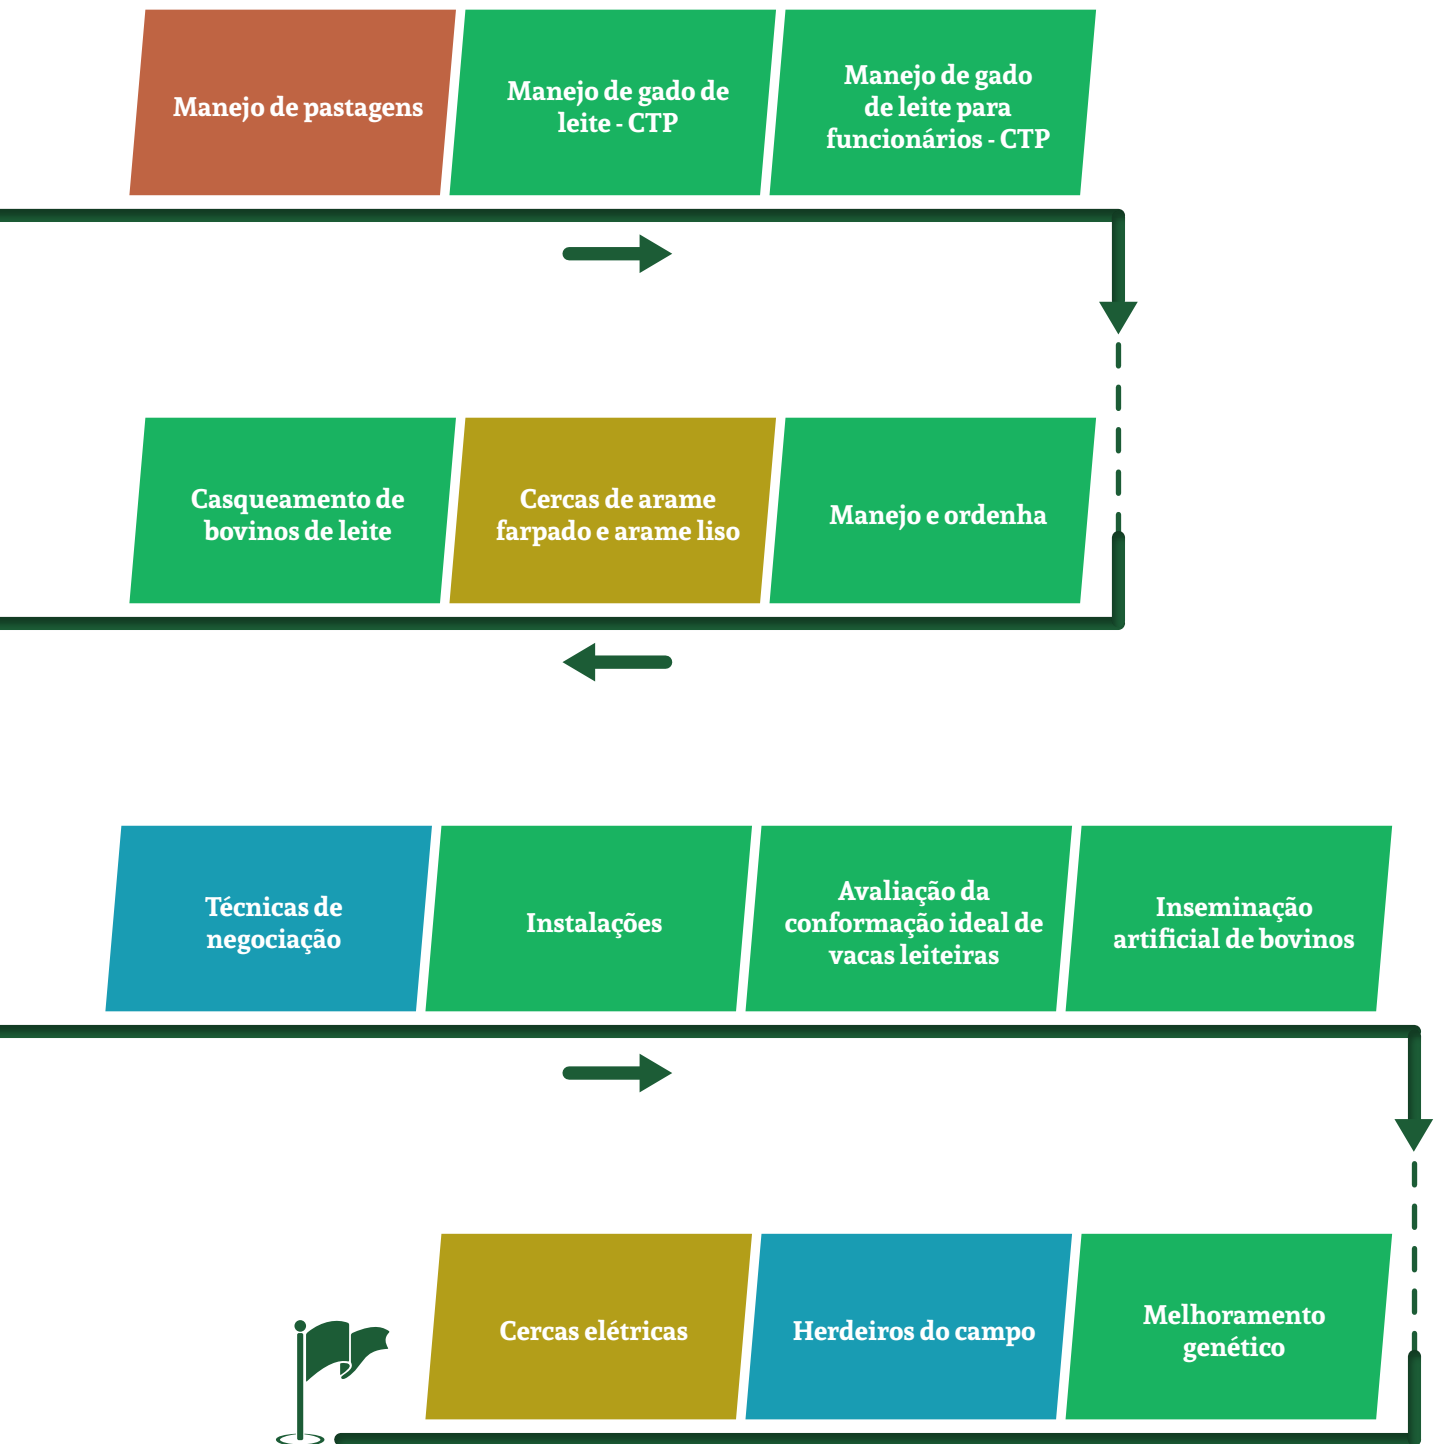 Manejo de pastagens
Manejo de gado de
leite - CTP
Manejo de gado
de leite para
funcionários - CTP
Casqueamento de
bovinos de leite
Cercas de arame
farpado e arame liso
Manejo e ordenha
Técnicas de
negociação
Instalações
Avaliação da
conformação ideal de
vacas leiteiras
Inseminação
artificial de bovinos
Cercas elétricas
Herdeiros do campo
Melhoramento
genético